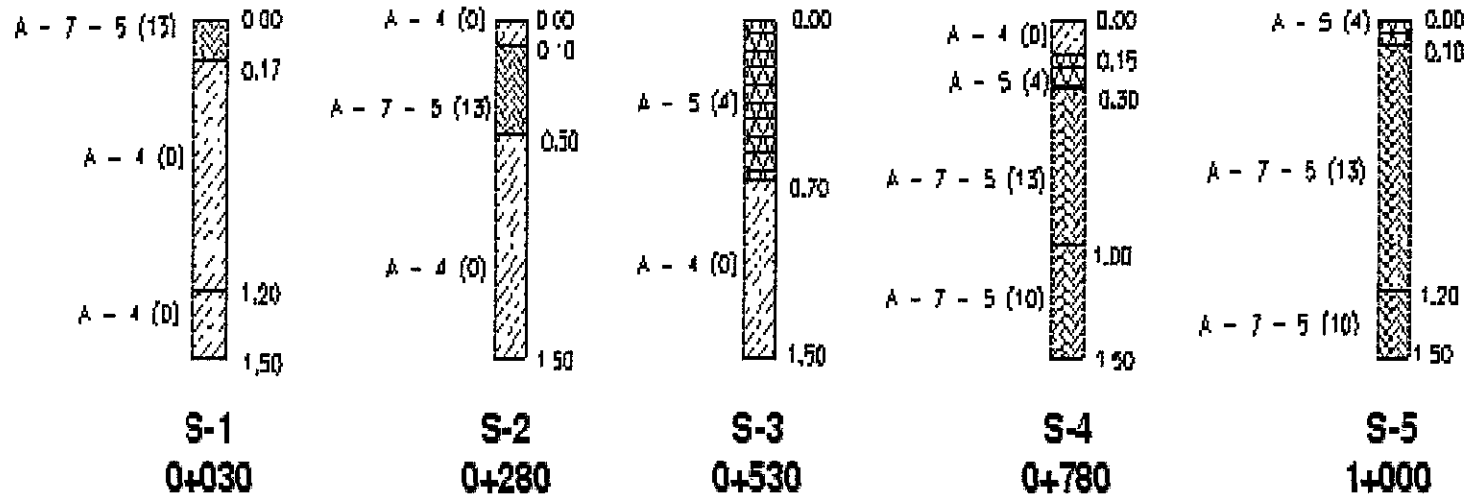 A - 7 - 5 (13)
0.00
0.17
A - 4 (0)
1.20
A - 4 (0)
1.50
S-1
0+030
A - 4 (0)
0.00
0.10
A - 7 - 5 (13)
0.50
A - 4 (0)
1.50
S-2
0+280
0.00
A - 5 (4)
0.70
A - 4 (0)
1.50
S-3
0+530
0.00
A - 4 (0)
0.15
A - 5 (4)
0.30
A - 7 - 5 (13)
1.00
A - 7 - 5 (10)
1.50
S-4
0+780
0.00
A - 5 (4)
0.10
A - 7 - 5 (13)
1.20
A - 7 - 5 (10)
1.50
S-5
1+000